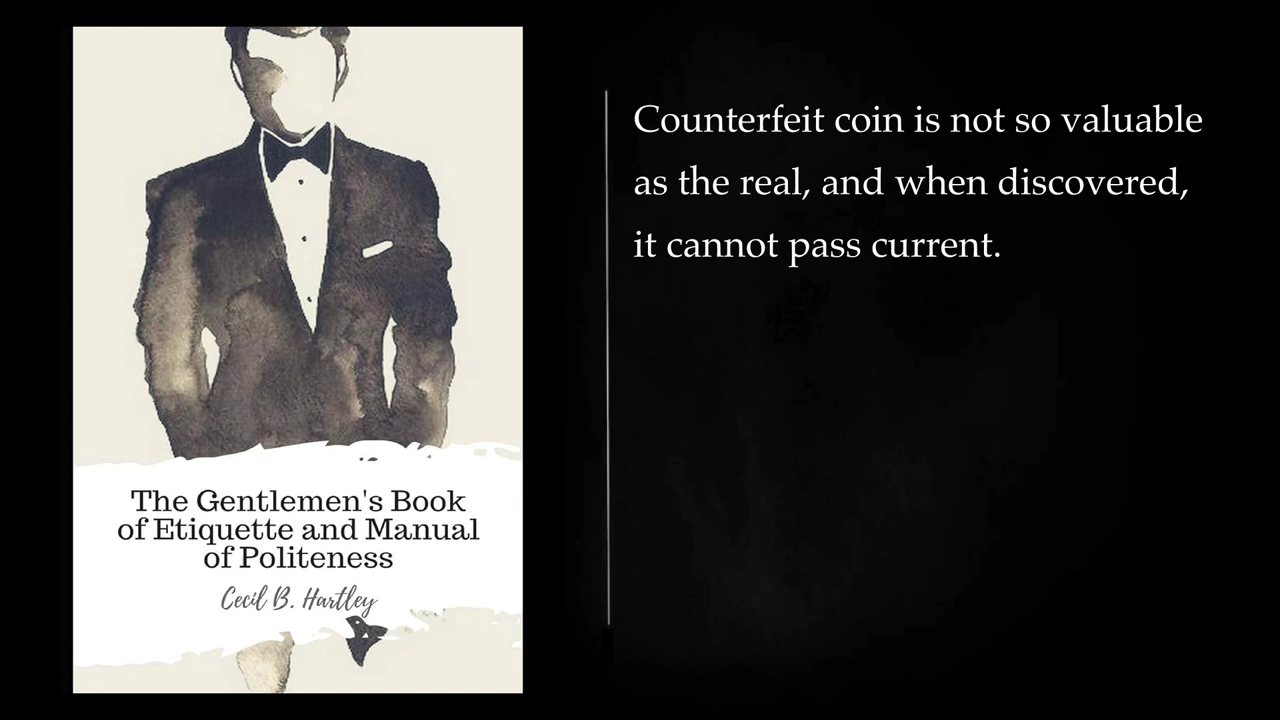 The Gentlemen's Book
of Etiquette and Manual
of Politeness
Cecil B. Hartley
Counterfeit coin is not so valuable
as the real, and when discovered,
it cannot pass current.